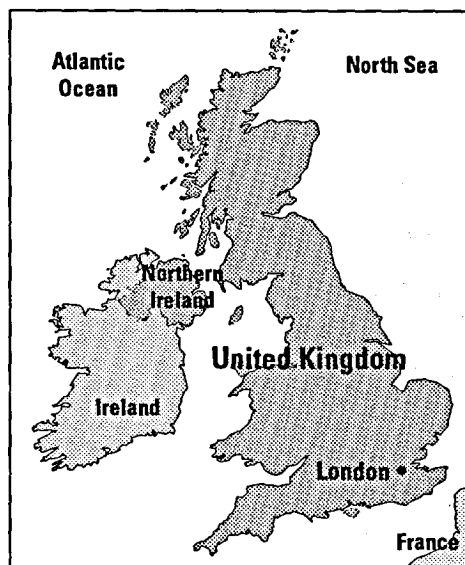 Atlantic
Ocean
North Sea
Northern
Ireland
United Kingdom
Ireland
London
France